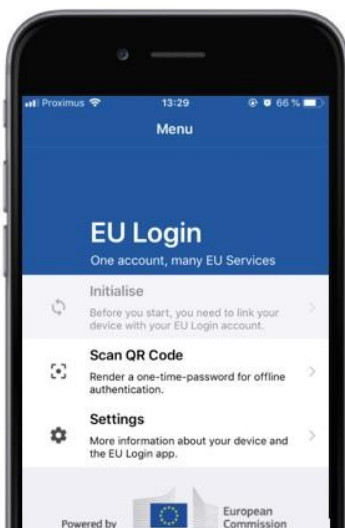 Proximus 13:29 66 %
Menu
EU Login
One account, many EU Services
Initialise
Before you start, you need to link your
device with your EU Login account.
Scan QR Code
Render a one-time-password for offline
authentication.
Settings
More information about your device and
the EU Login app.
Powered by
European
Commission